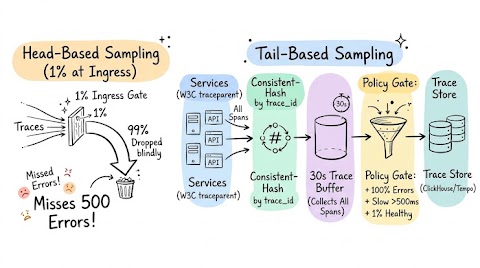 Head-Based Sampling
(1% at Ingress)
1% Ingress Gate
1%
Traces
99%
Dropped
blindly
Missed
Errors!
Misses 500
Errors!
Tail-Based Sampling
Services
(W3C traceparent)
API
API
API
Services
(W3C traceparent)
All
Spans
Consistent-
Hash
by trace_id
#
Consistent-
Hash
by trace_id
30s
30s Trace
Buffer
(Collects All
Spans)
Policy Gate:
Policy Gate:
+ 100% Errors
+ Slow >500ms
+ 1% Healthy
Trace
Store
Trace Store
(ClickHouse/Tempo)